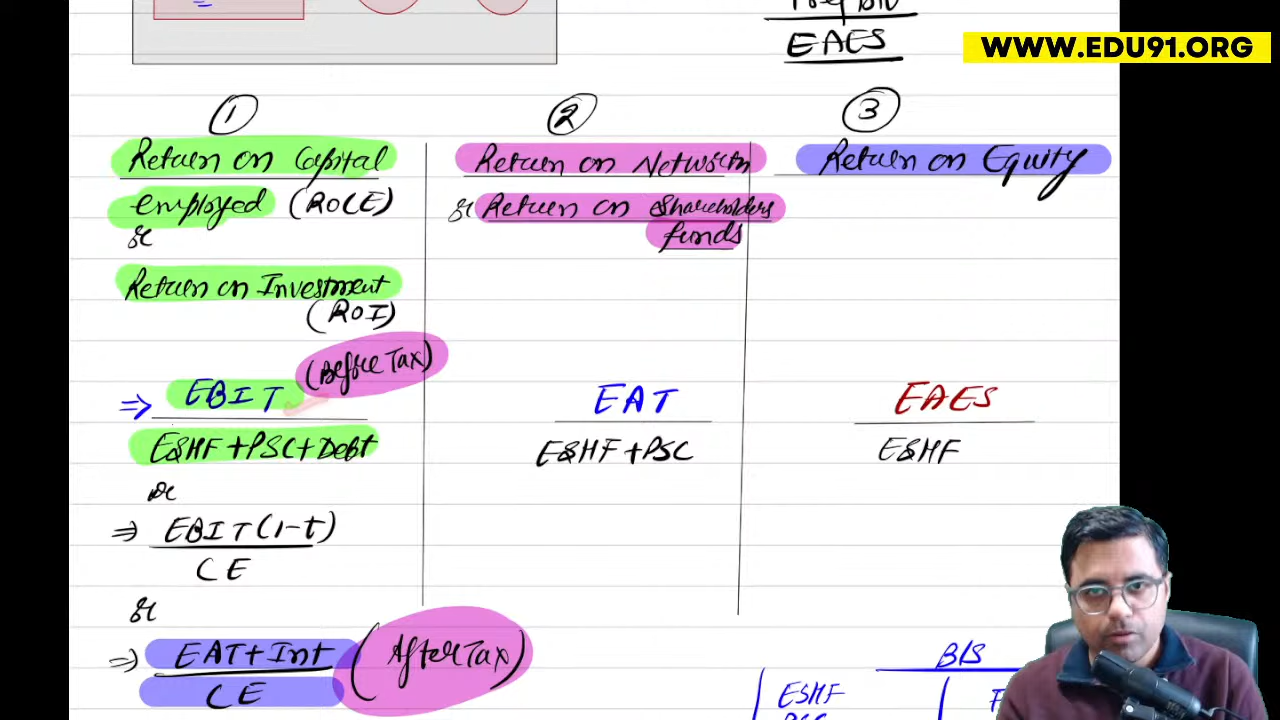 EAES
WWW.EDU91.ORG
1
2
3
Return on Capital
employed (ROCE)
or
Return on Investment
(ROI)
Return on Networth
or Return on Shareholders
funds
Return on Equity
(Before Tax)
⇒ EBIT
ESHF+PSC+Debt
or
⇒ EBIT(1-t)
CE
or
⇒ EAT+Int
CE
(After Tax)
EAT
ESHF+PSC
EAES
ESHF
B/S
ESHF
PSC
F